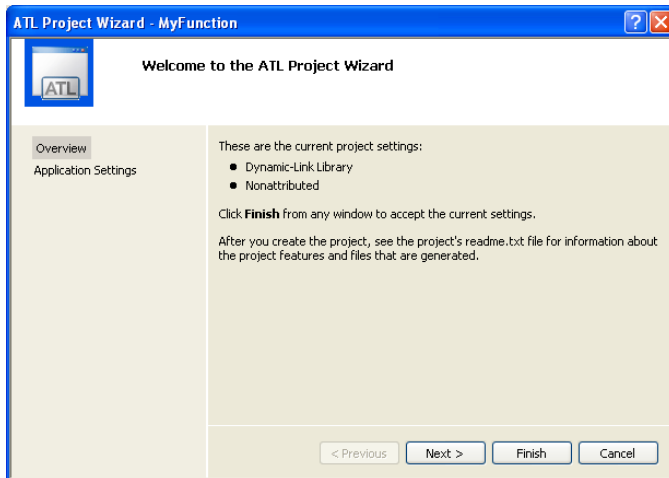 ATL Project Wizard - MyFunction
ATL
Welcome to the ATL Project Wizard
Overview
Application Settings
These are the current project settings:
● Dynamic-Link Library
● Nonattributed
Click Finish from any window to accept the current settings.
After you create the project, see the project's readme.txt file for information about
the project features and files that are generated.
< Previous
Next >
Finish
Cancel